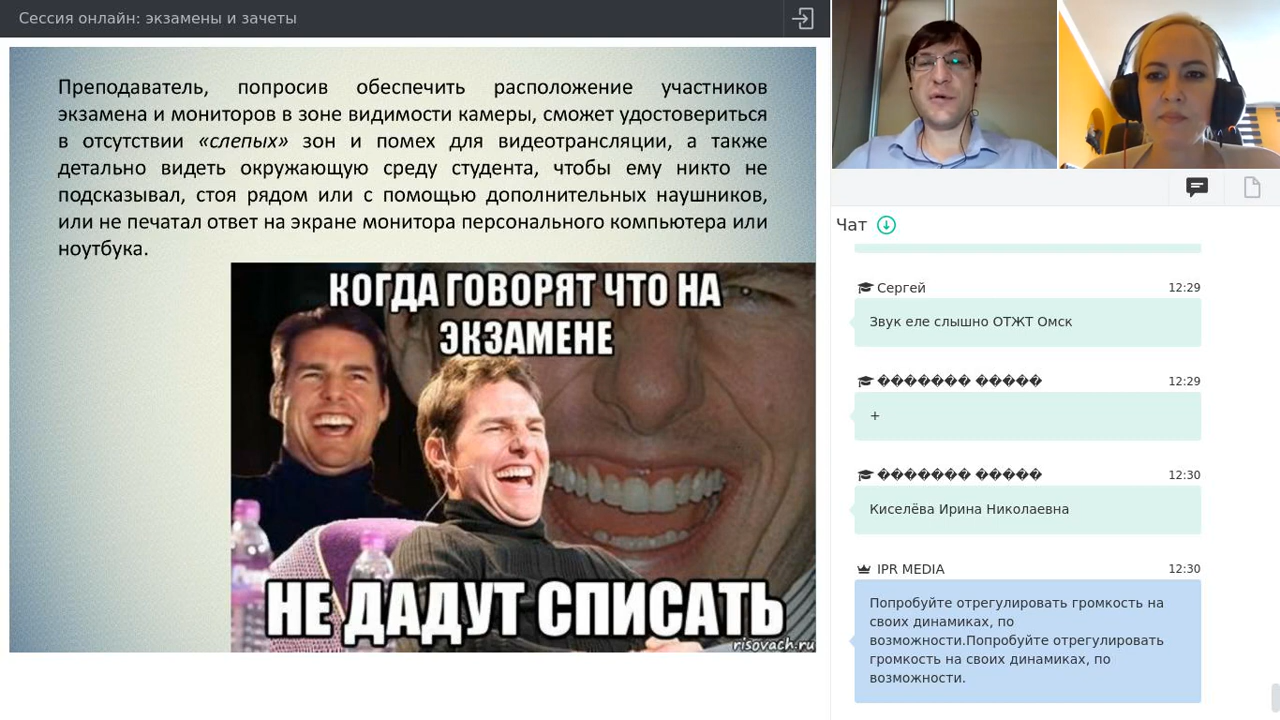 Сессия онлайн: экзамены и зачеты
Преподаватель, попросив обеспечить расположение участников
экзамена и мониторов в зоне видимости камеры, сможет удостовериться
в отсутствии «слепых» зон и помех для видеотрансляции, а также
детально видеть окружающую среду студента, чтобы ему никто не
подсказывал, стоя рядом или с помощью дополнительных наушников,
или не печатал ответ на экране монитора персонального компьютера или
ноутбука.
КОГДА ГОВОРЯТ ЧТО НА
ЭКЗАМЕНЕ
НЕ ДАДУТ СПИСАТЬ
risovach.ru
Чат
Сергей 12:29
Звук еле слышно ОТЖТ Омск
������� ����� 12:29
+
������� ����� 12:30
Киселёва Ирина Николаевна
IPR MEDIA 12:30
Попробуйте отрегулировать громкость на
своих динамиках, по
возможности.Попробуйте отрегулировать
громкость на своих динамиках, по
возможности.